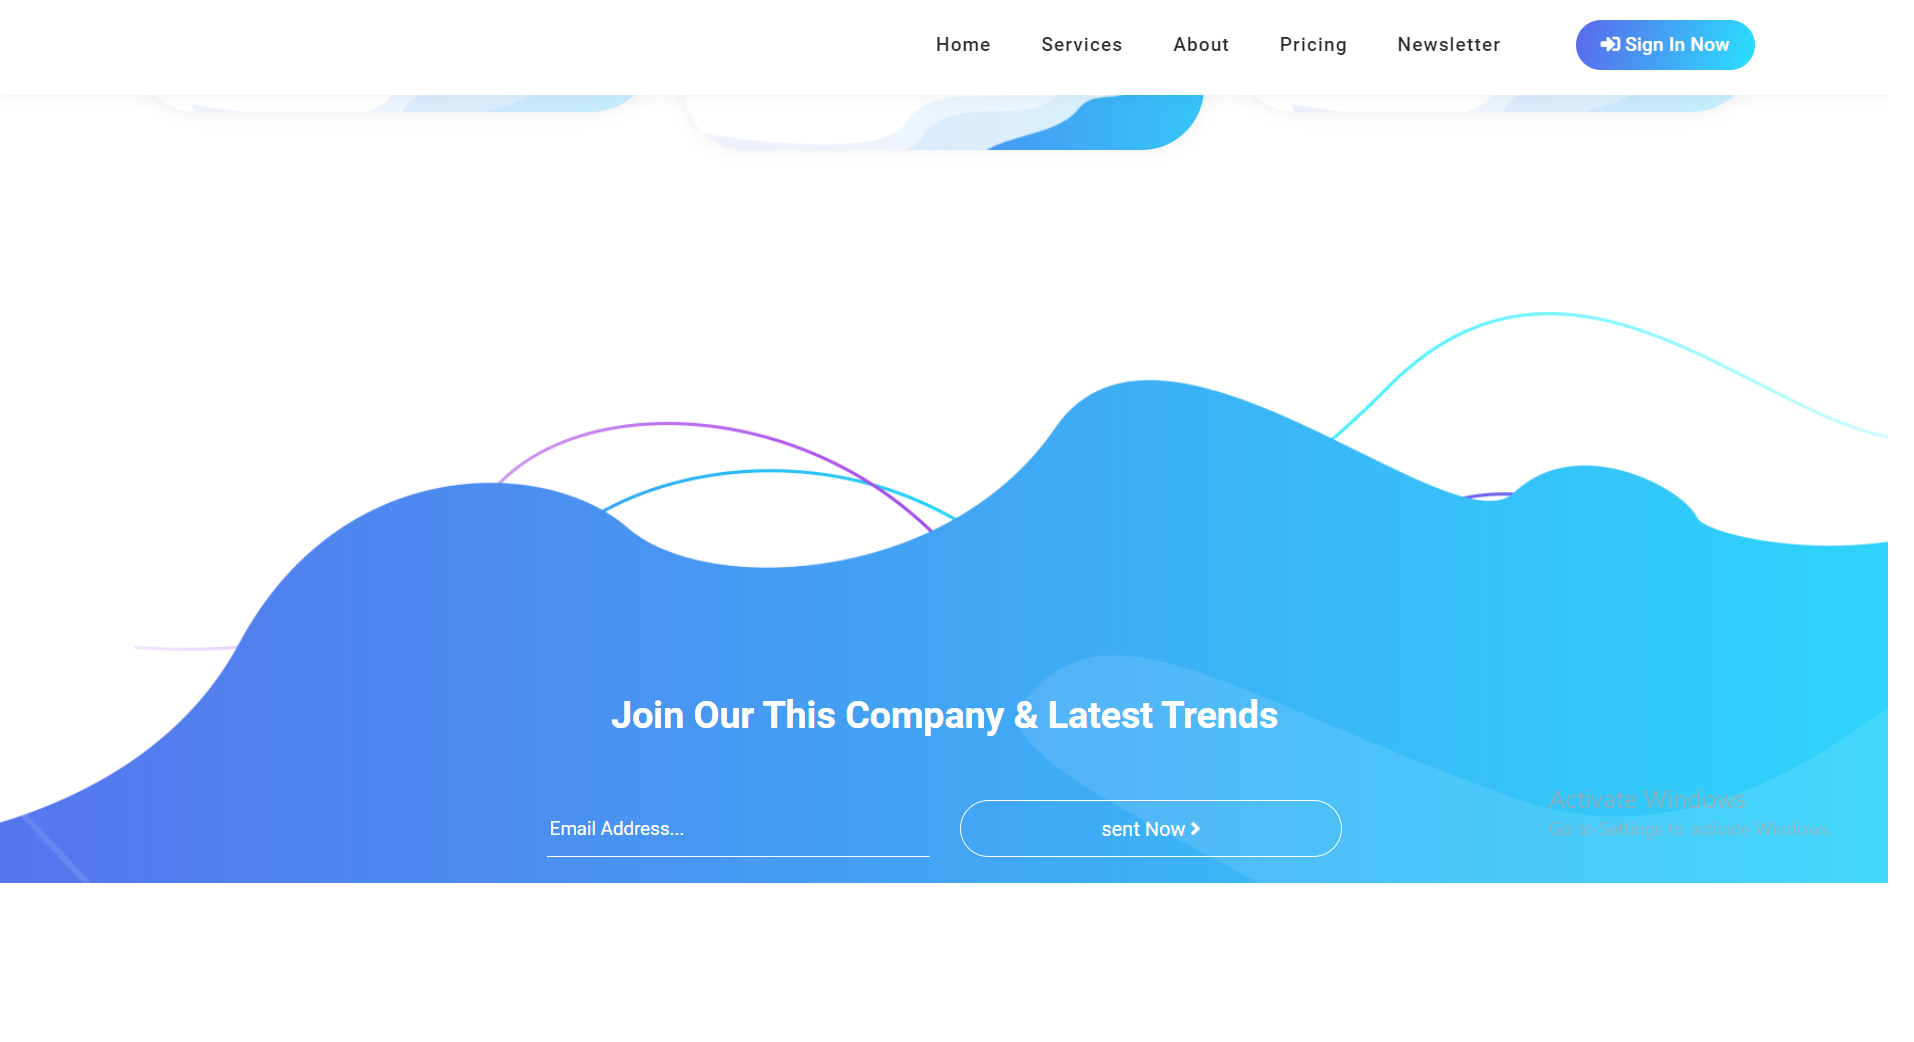 Home Services About Pricing Newsletter Sign In Now
Join Our This Company & Latest Trends
Email Address... sent Now
Activate Windows
Go to Settings to activate Windows.